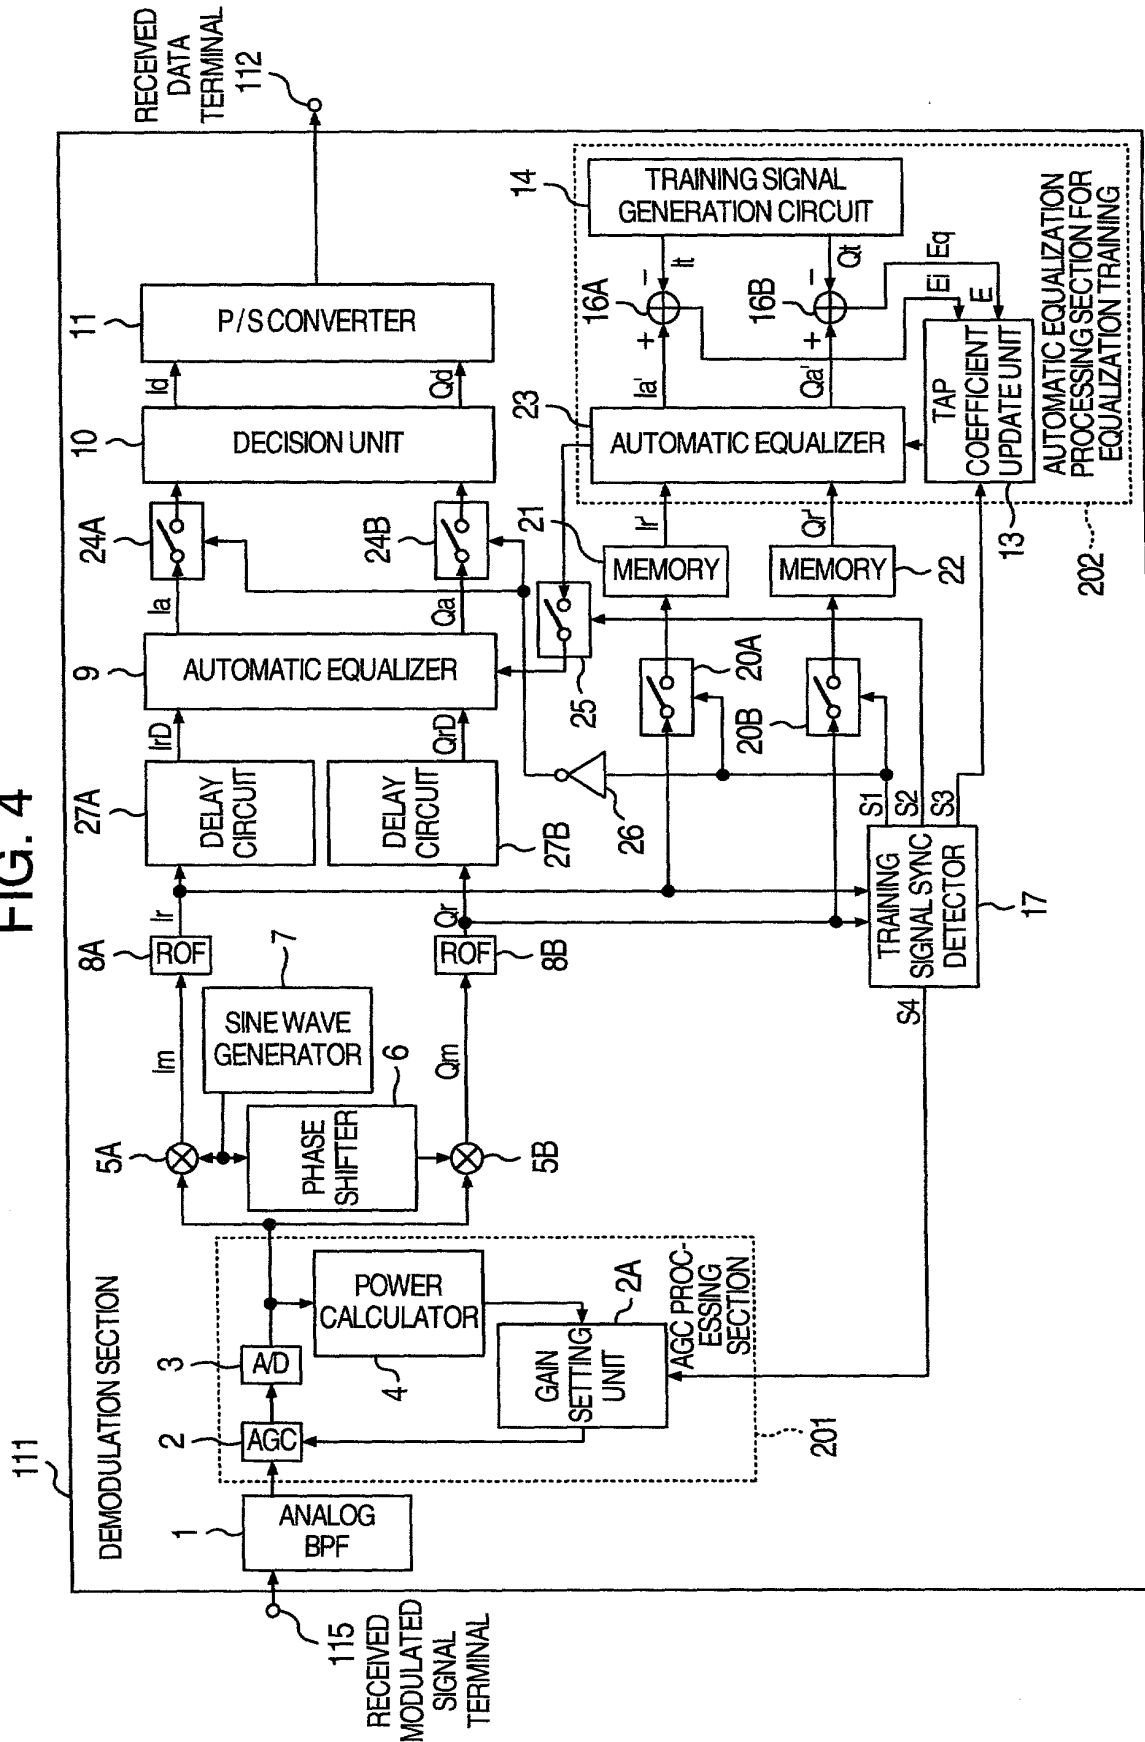 FIG. 4
111
DEMODULATION SECTION
115
RECEIVED
MODULATED
SIGNAL
TERMINAL
1
ANALOG
BPF
2
AGC
3
A/D
4
POWER
CALCULATOR
2A
GAIN
SETTING
UNIT
AGC PROC-
ESSING
SECTION
201
5A
5B
6
PHASE
SHIFTER
7
SINE WAVE
GENERATOR
Im
Qm
8A
ROF
8B
ROF
Ir
Qr
27A
DELAY
CIRCUIT
27B
DELAY
CIRCUIT
IrD
QrD
9
AUTOMATIC EQUALIZER
Ia
Qa
24A
24B
10
DECISION UNIT
Id
Qd
11
P/S CONVERTER
RECEIVED
DATA
TERMINAL
112
26
25
20A
20B
21
MEMORY
22
MEMORY
Ir'
Qr'
23
AUTOMATIC EQUALIZER
Ia'
Qa'
16A
+
−
16B
+
−
It
Qt
14
TRAINING SIGNAL
GENERATION CIRCUIT
Ei
Eq
E
13
TAP
COEFFICIENT
UPDATE UNIT
AUTOMATIC EQUALIZATION
PROCESSING SECTION FOR
EQUALIZATION TRAINING
202
17
TRAINING
SIGNAL SYNC
DETECTOR
S1
S2
S3
S4